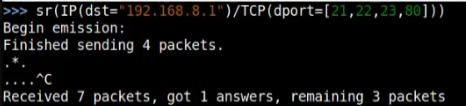 >>> sr(IP(dst="192.168.8.1")/TCP(dport=[21,22,23,80]))
Begin emission:
Finished sending 4 packets.
.*.
....^C
Received 7 packets, got 1 answers, remaining 3 packets